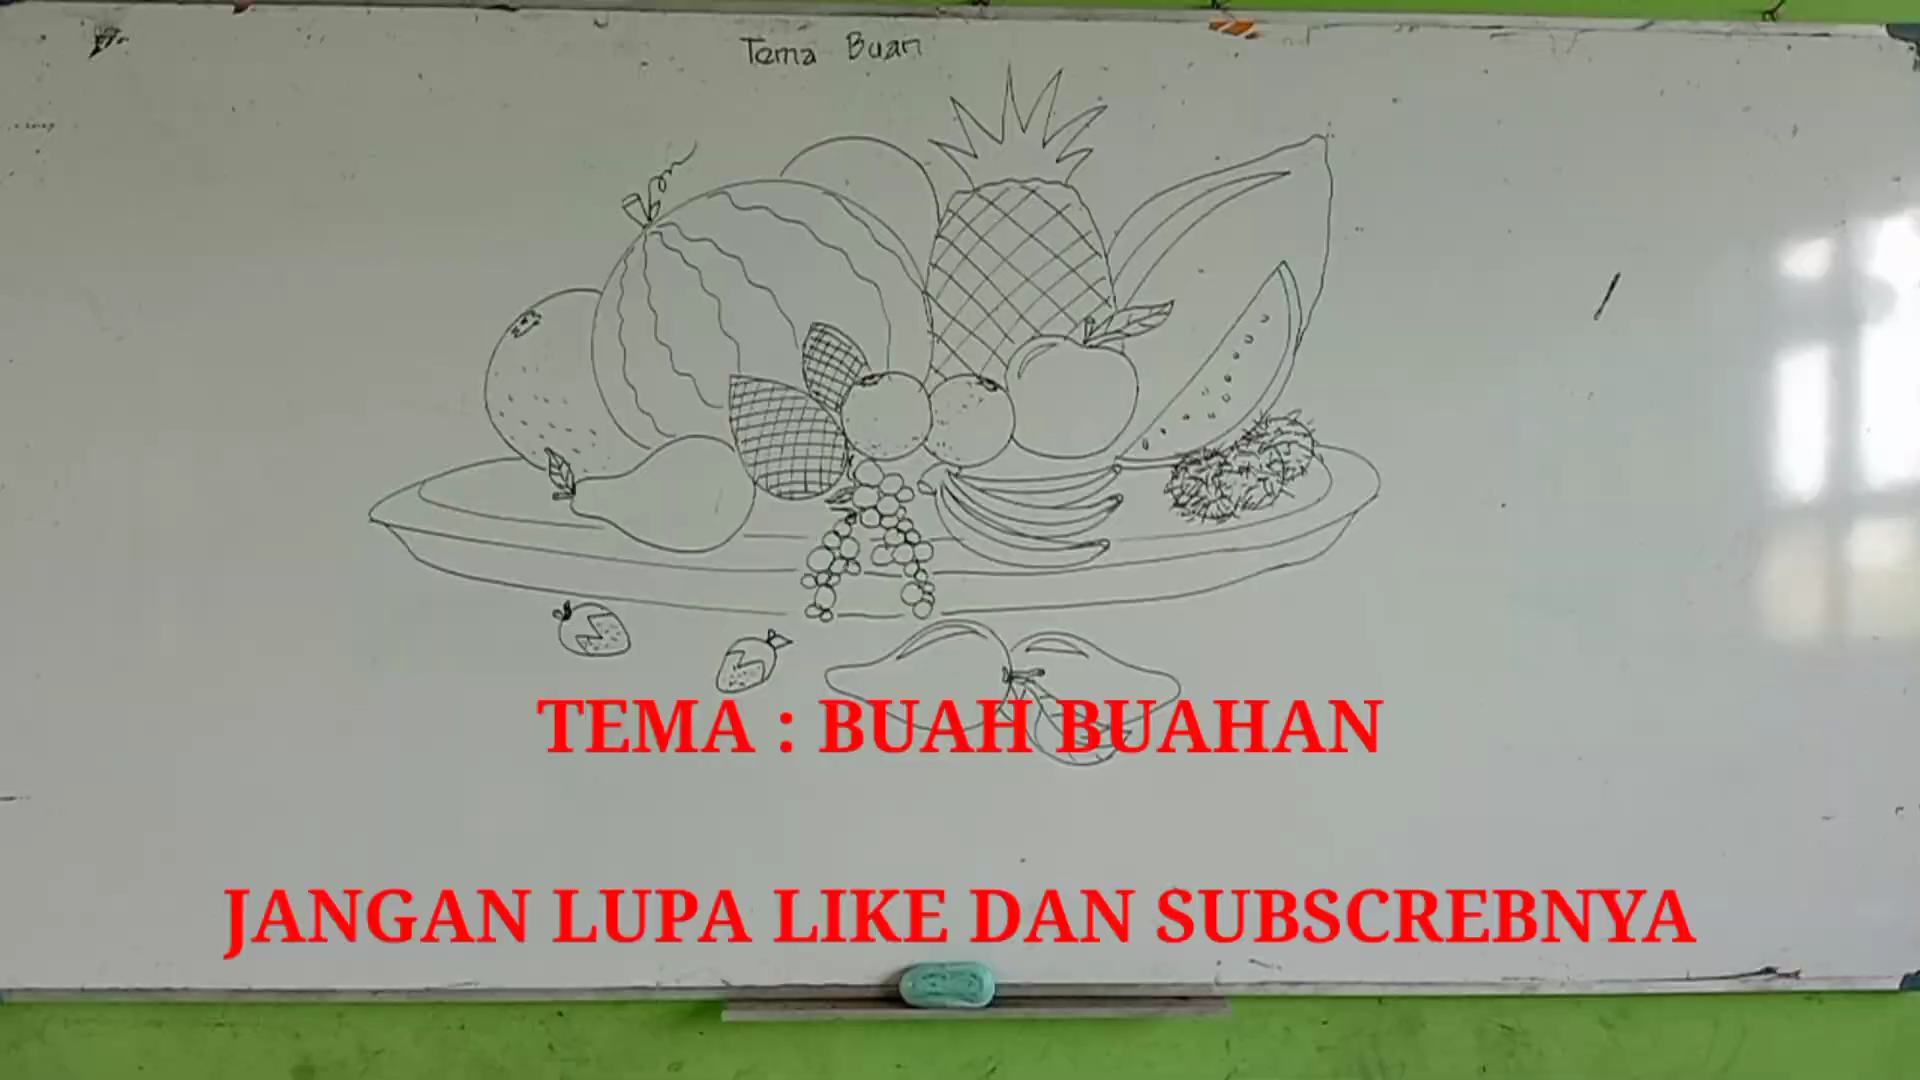 Tema Buah
TEMA : BUAH BUAHAN
JANGAN LUPA LIKE DAN SUBSCREBNYA